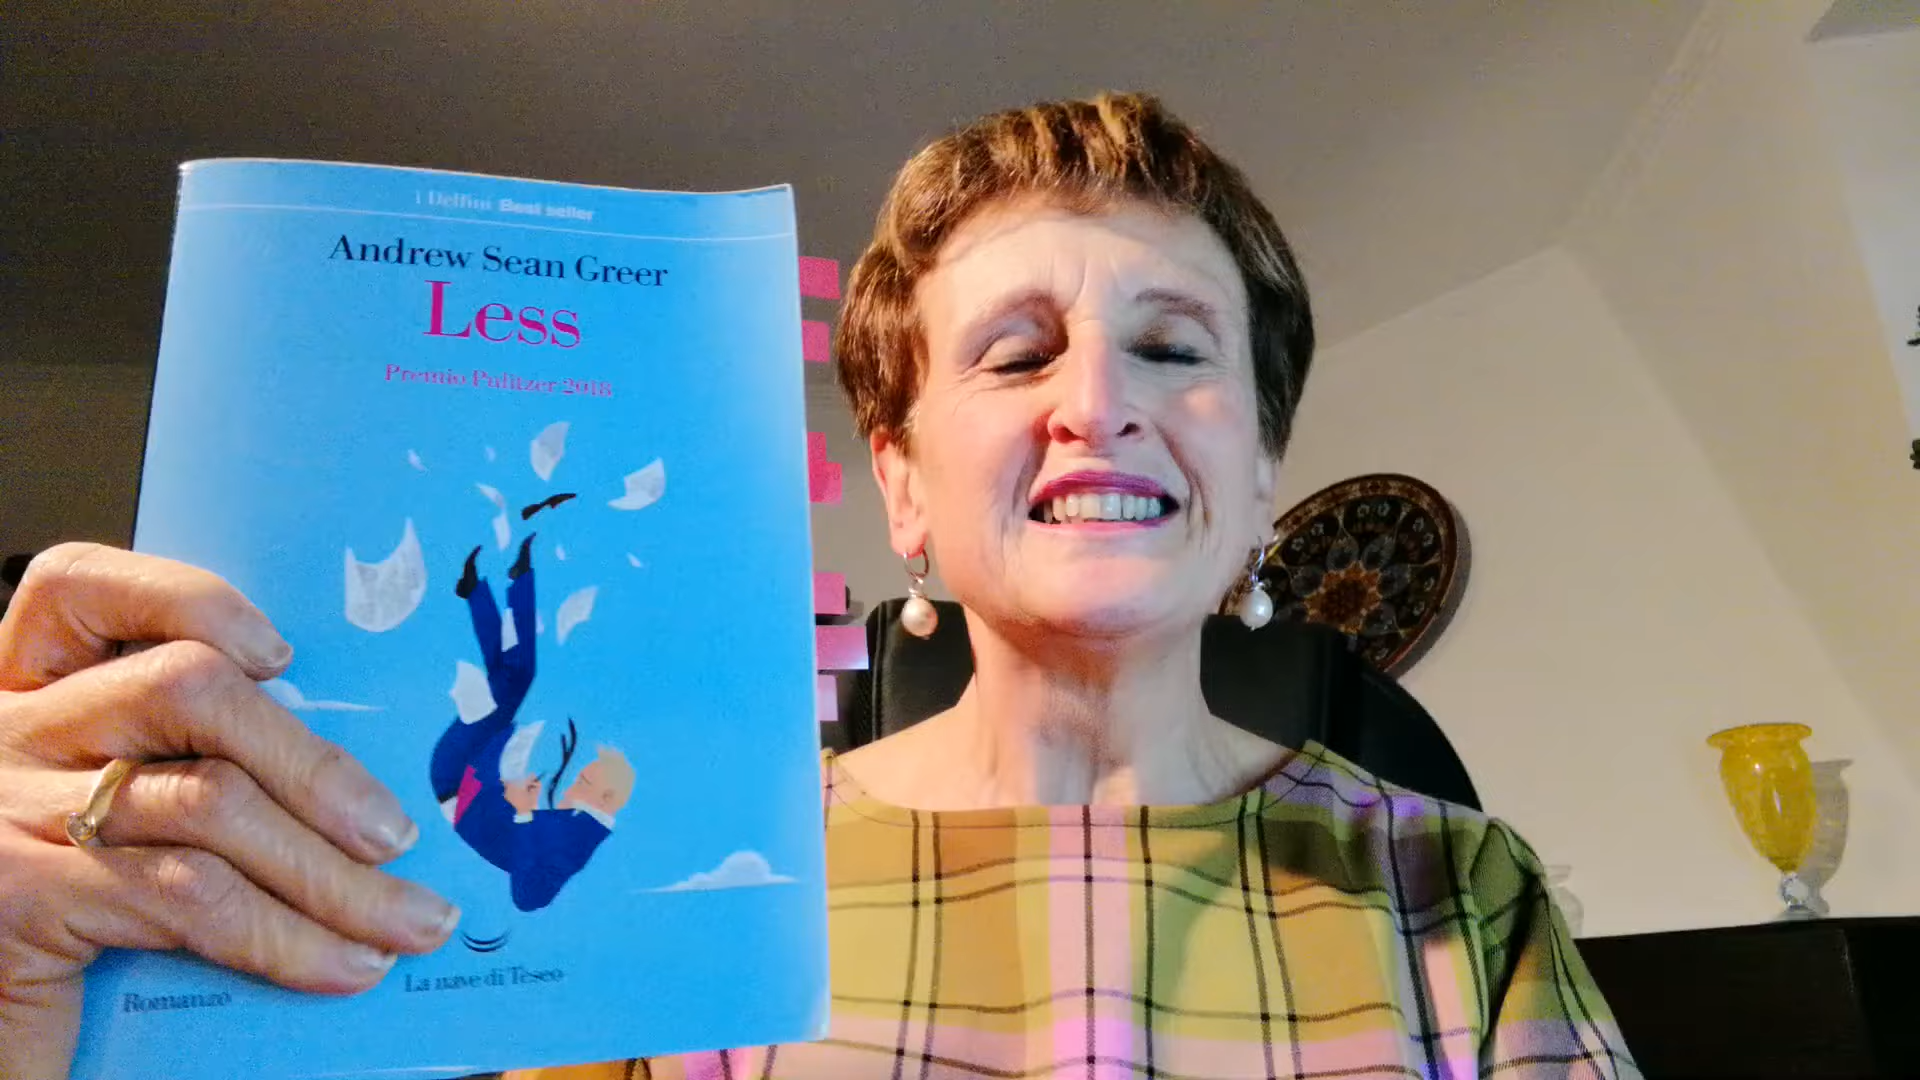 i Delfini Best seller
Andrew Sean Greer
Less
Premio Pulitzer 2018
La nave di Teseo
Romanzo